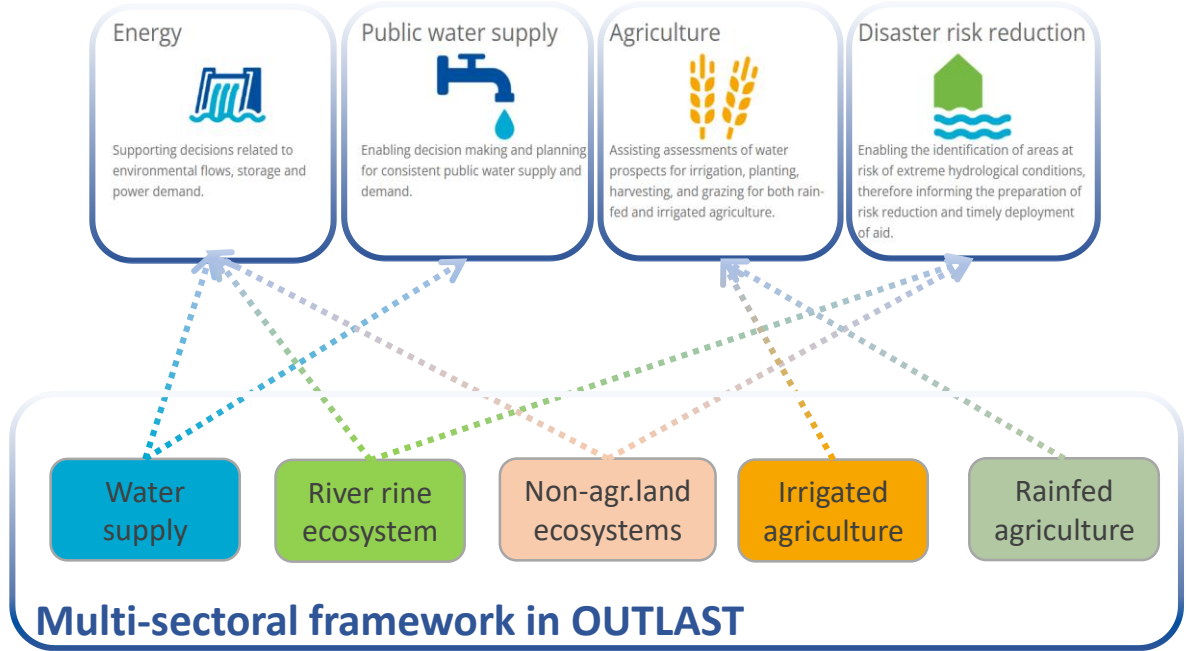 Energy
Supporting decisions related to
environmental flows, storage and
power demand.
Public water supply
Enabling decision making and planning
for consistent public water supply and
demand.
Agriculture
Assisting assessments of water
prospects for irrigation, planting,
harvesting, and grazing for both rain-
fed and irrigated agriculture.
Disaster risk reduction
Enabling the identification of areas at
risk of extreme hydrological conditions,
therefore informing the preparation of
risk reduction and timely deployment
of aid.
Water
supply
River rine
ecosystem
Non-agr.land
ecosystems
Irrigated
agriculture
Rainfed
agriculture
Multi-sectoral framework in OUTLAST